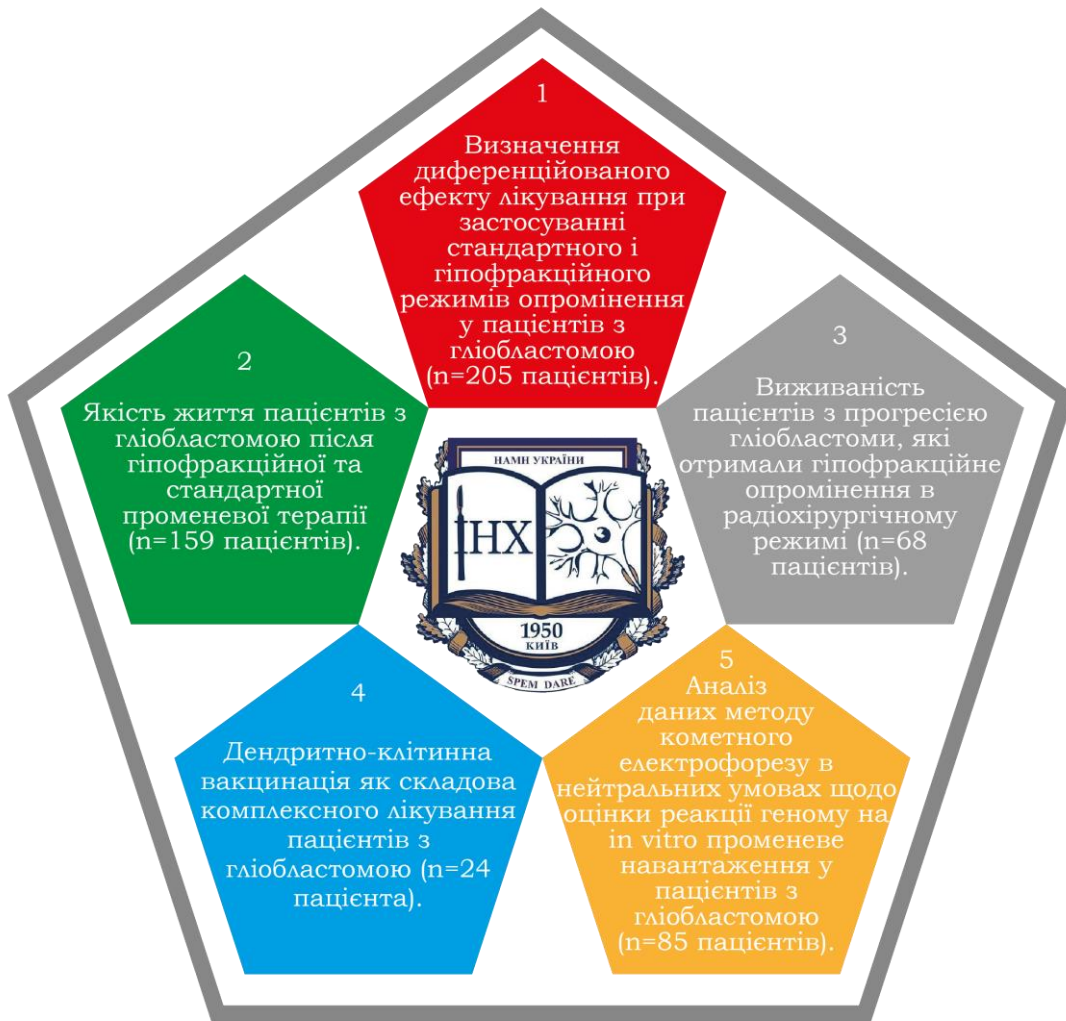 1
Визначення
диференційованого
ефекту лікування при
застосуванні
стандартного і
гіпофракційного
режимів опромінення
у пацієнтів з
гліобластомою
(n=205 пацієнтів).
2
Якість життя пацієнтів з
гліобластомою після
гіпофракційної та
стандартної
променевої терапії
(n=159 пацієнтів).
3
Виживаність
пацієнтів з прогресією
гліобластоми, які
отримали гіпофракційне
опромінення в
радіохірургічному
режимі (n=68
пацієнтів).
НАМН УКРАЇНИ
ІНХ
1950
КИЇВ
SPEM DARE
4
Дендритно-клітинна
вакцинація як складова
комплексного лікування
пацієнтів з
гліобластомою (n=24
пацієнта).
5
Аналіз
даних методу
кометного
електрофорезу в
нейтральних умовах щодо
оцінки реакції геному на
in vitro променеве
навантаження у
пацієнтів з
гліобластомою
(n=85 пацієнтів).